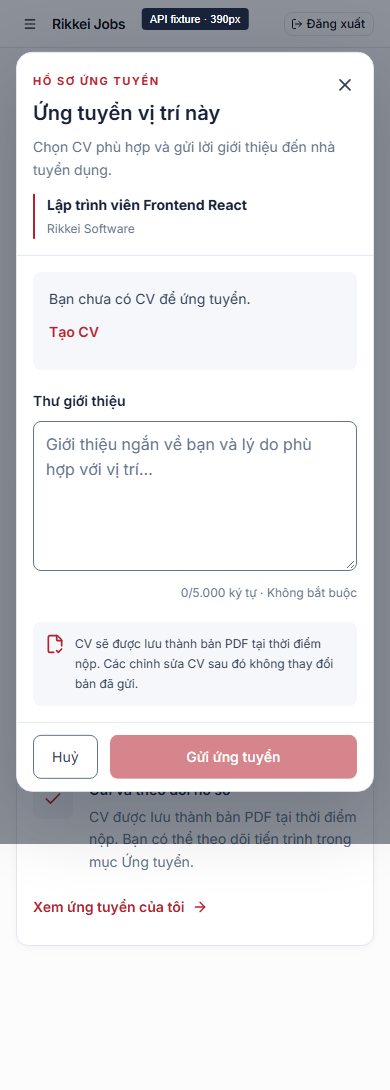 Rikkei Jobs
API fixture · 390px
Đăng xuất
HỒ SƠ ỨNG TUYỂN
Ứng tuyển vị trí này
Chọn CV phù hợp và gửi lời giới thiệu đến nhà
tuyển dụng.
Lập trình viên Frontend React
Rikkei Software
Bạn chưa có CV để ứng tuyển.
Tạo CV
Thư giới thiệu
Giới thiệu ngắn về bạn và lý do phù
hợp với vị trí...
0/5.000 ký tự · Không bắt buộc
CV sẽ được lưu thành bản PDF tại thời điểm
nộp. Các chỉnh sửa CV sau đó không thay đổi
bản đã gửi.
Huỷ
Gửi ứng tuyển
Gửi và theo dõi hồ sơ
CV được lưu thành bản PDF tại thời điểm
nộp. Bạn có thể theo dõi tiến trình trong
mục Ứng tuyển.
Xem ứng tuyển của tôi